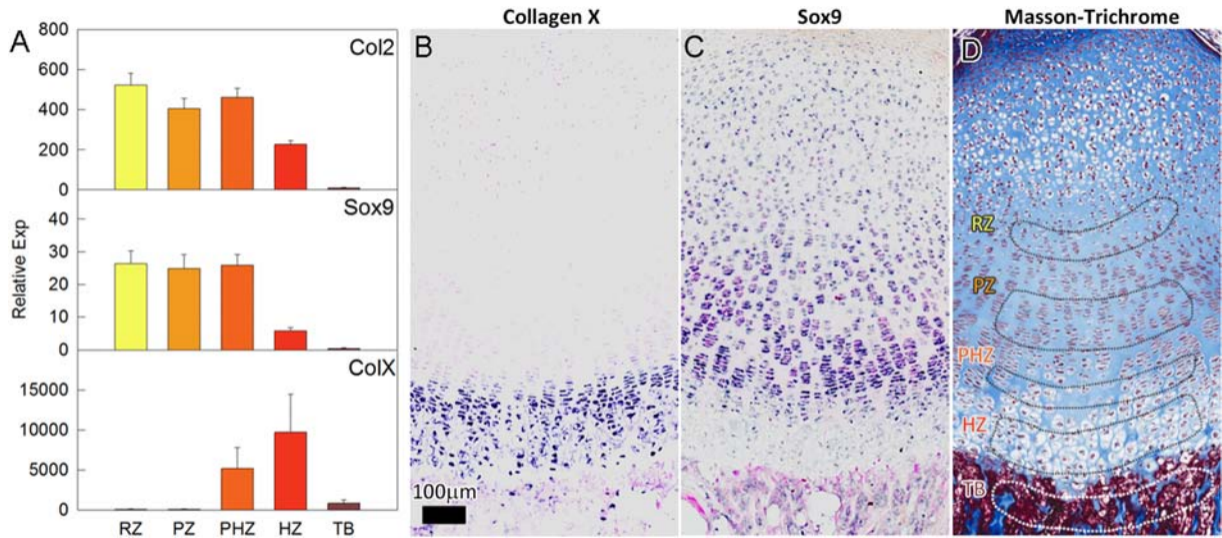 Collagen X
Sox9
Masson-Trichrome
A
B
C
D
Relative Exp
800
600
400
200
0
Col2
40
30
20
10
0
Sox9
15000
10000
5000
0
ColX
RZ PZ PHZ HZ TB
100μm
RZ
PZ
PHZ
HZ
TB